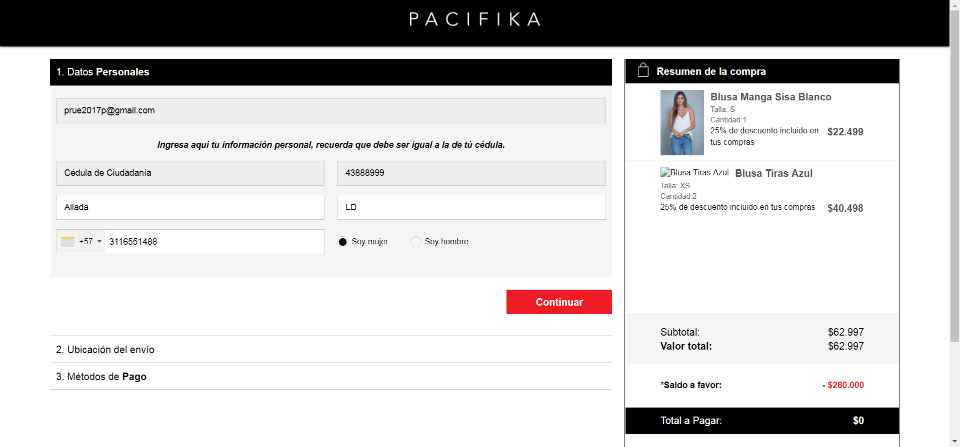 PACIFIKA
1. Datos Personales
prue2017p@gmail.com
Ingresa aquí tu información personal, recuerda que debe ser igual a la de tú cédula.
Cédula de Ciudadanía
43888999
Aliada
LD
+57
3116551488
Soy mujer
Soy hombre
Continuar
2. Ubicación del envío
3. Métodos de Pago
Resumen de la compra
Blusa Manga Sisa Blanco
Talla: S
Cantidad:1
25% de descuento incluido en
tus compras
$22.499
Blusa Tiras Azul
Blusa Tiras Azul
Talla: XS
Cantidad:2
25% de descuento incluido en tus compras
$40.498
Subtotal:
$62.997
Valor total:
$62.997
*Saldo a favor:
- $280.000
Total a Pagar:
$0